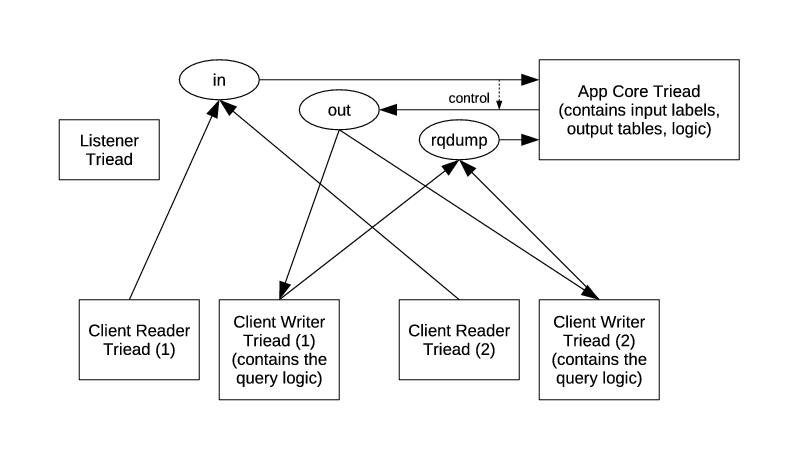 in
out
control
rqdump
App Core Triead
(contains input labels,
output tables, logic)
Listener
Triead
Client Reader
Triead (1)
Client Writer
Triead (1)
(contains the
query logic)
Client Reader
Triead (2)
Client Writer
Triead (2)
(contains the
query logic)